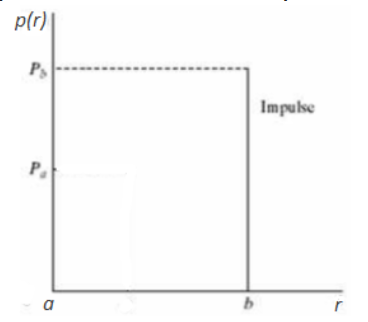 p(r)
P_b
Impulse
P_a
a b r